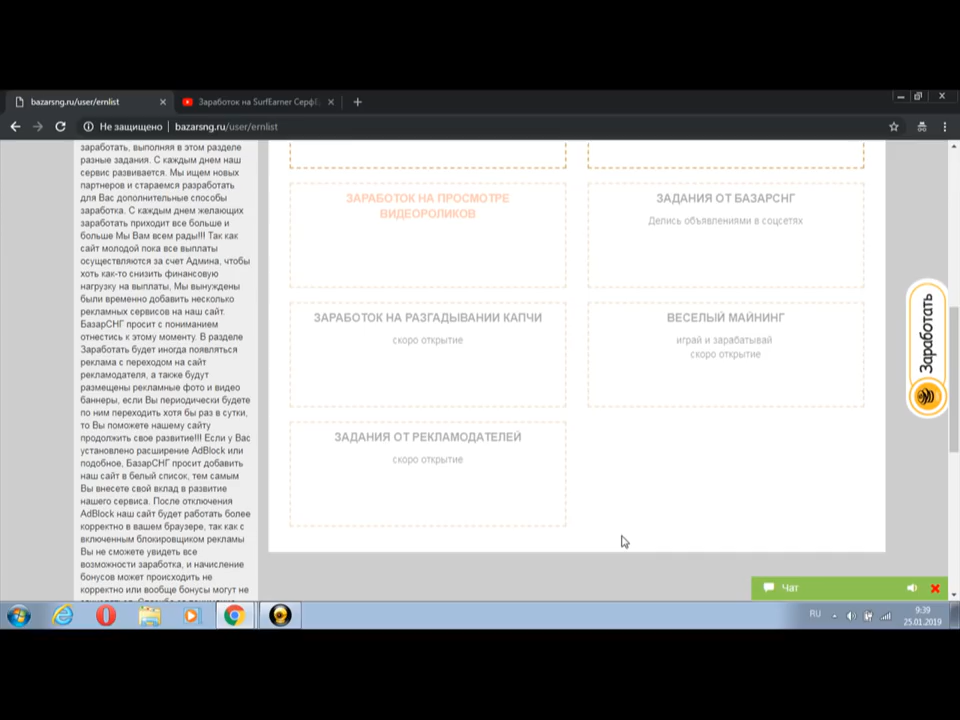 bazarsng.ru/user/ernlist
Заработок на SurfEarner Серф
Не защищено
bazarsng.ru/user/ernlist
заработать, выполняя в этом разделе
разные задания. С каждым днем наш
сервис развивается. Мы ищем новых
партнеров и стараемся разработать
для Вас дополнительные способы
заработка. С каждым днем желающих
заработать приходит все больше и
больше Мы Вам всем рады!!! Так как
сайт молодой пока все выплаты
осуществляются за счет Админа, чтобы
хоть как-то снизить финансовую
нагрузку на выплаты, Мы вынуждены
были временно добавить несколько
рекламных сервисов на наш сайт.
БазарСНГ просит с пониманием
отнестись к этому моменту. В разделе
Заработать будет иногда появляться
реклама с переходом на сайт
рекламодателя, а также будут
размещены рекламные фото и видео
баннеры, если Вы периодически будете
по ним переходить хотя бы раз в сутки,
то Вы поможете нашему сайту
продолжить свое развитие!!! Если у Вас
установлено расширение AdBlock или
подобное, БазарСНГ просит добавить
наш сайт в белый список, тем самым
Вы внесете свой вклад в развитие
нашего сервиса. После отключения
AdBlock наш сайт будет работать более
корректно в вашем браузере, так как с
включенным блокировщиком рекламы
Вы не сможете увидеть все
возможности заработка, и начисление
бонусов может происходить не
корректно или вообще бонусы могут не
ЗАРАБОТОК НА ПРОСМОТРЕ
ВИДЕОРОЛИКОВ
ЗАДАНИЯ ОТ БАЗАРСНГ
Делись объявлениями в соцсетях
ЗАРАБОТОК НА РАЗГАДЫВАНИИ КАПЧИ
скоро открытие
ВЕСЕЛЫЙ МАЙНИНГ
играй и зарабатывай
скоро открытие
ЗАДАНИЯ ОТ РЕКЛАМОДАТЕЛЕЙ
скоро открытие
Заработать
Чат
RU
9:39
25.01.2019